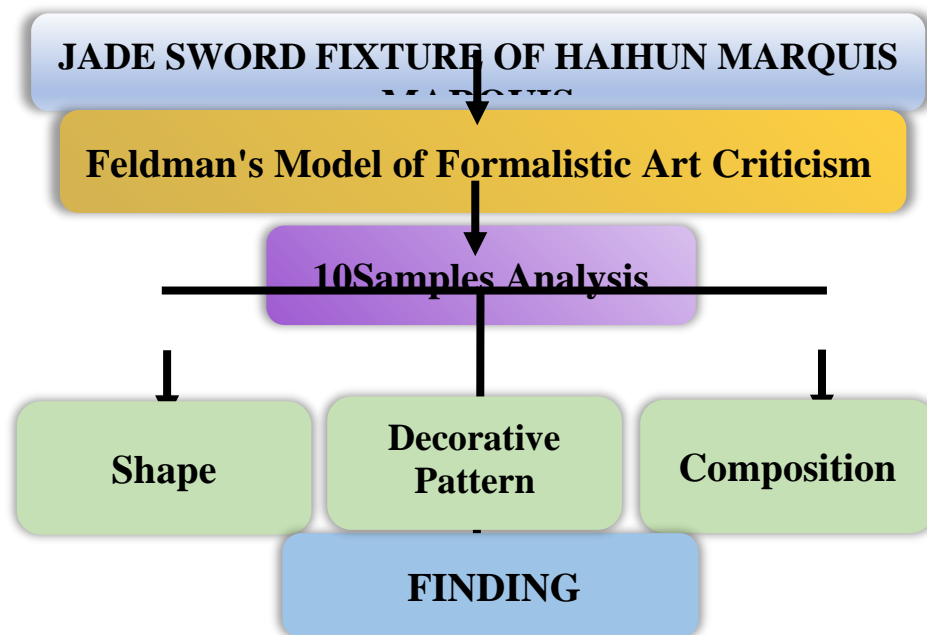 JADE SWORD FIXTURE OF HAIHUN MARQUIS
MARQUIS
Feldman's Model of Formalistic Art Criticism
10Samples Analysis
Shape
Decorative
Pattern
Composition
FINDING